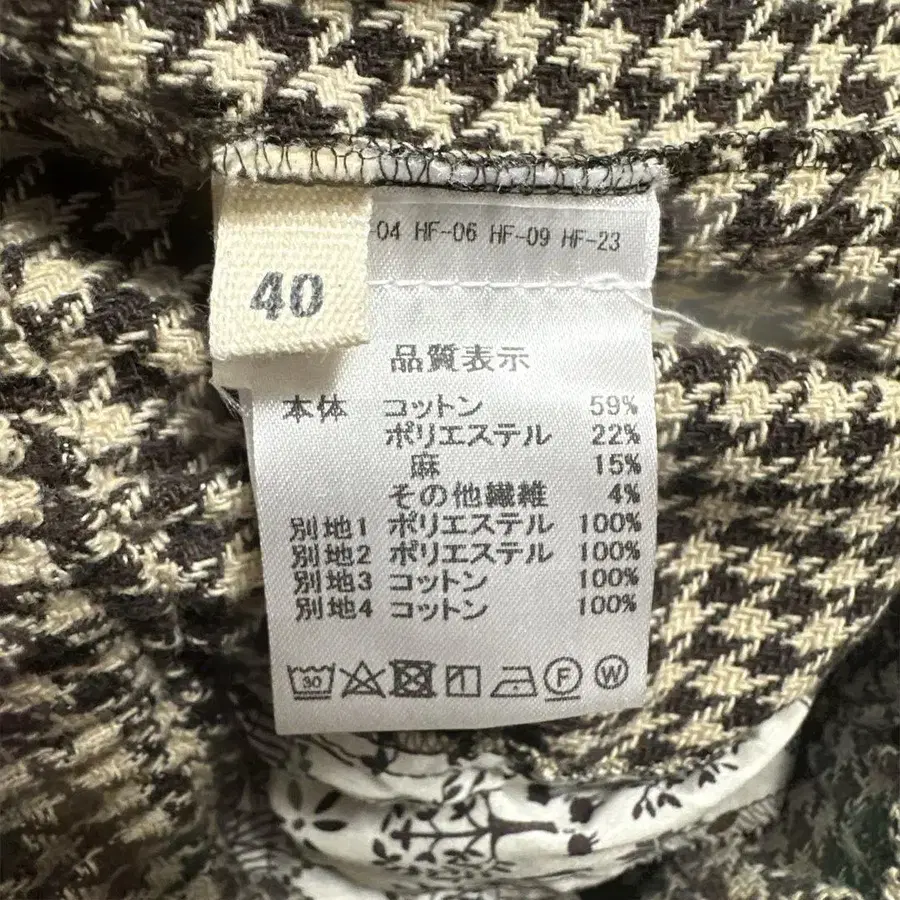 -04 HF-06 HF-09 HF-23
40
品質表示
本体 コットン 59%
ポリエステル 22%
麻 15%
その他繊維 4%
別地1 ポリエステル 100%
別地2 ポリエステル 100%
別地3 コットン 100%
別地4 コットン 100%
30 F W